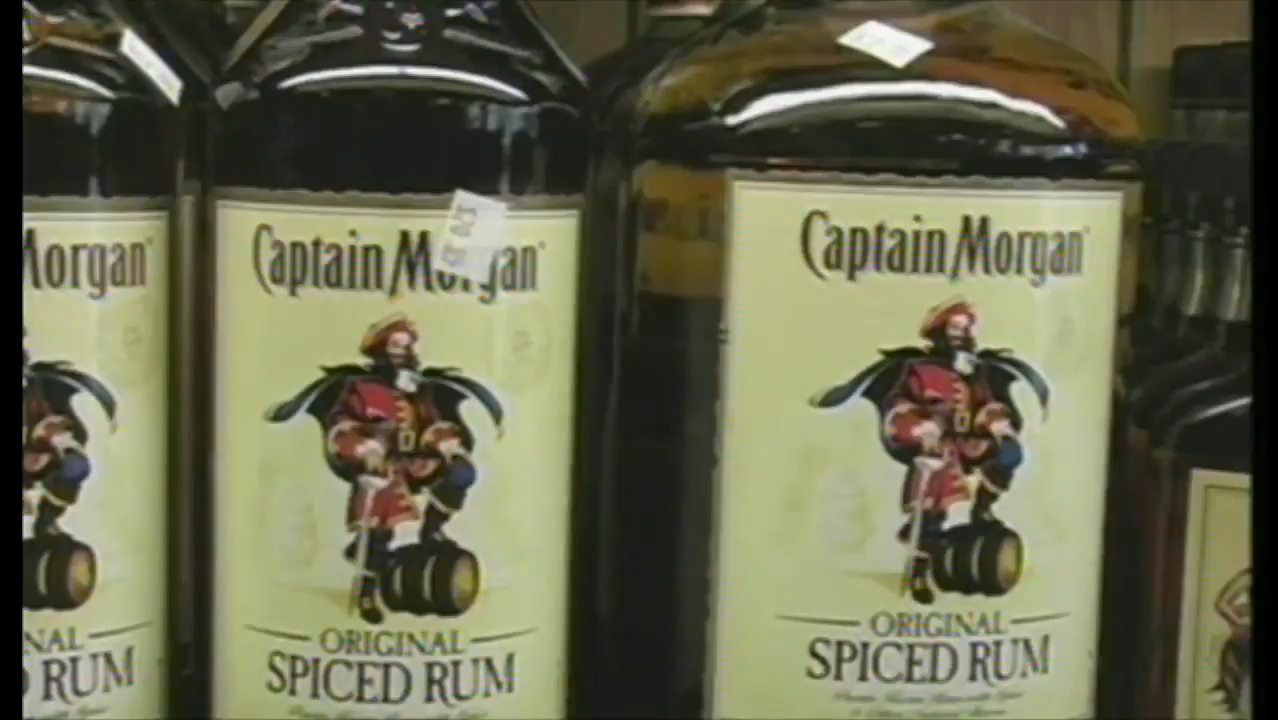 Morgan
NAL
RUM
Captain Morgan
ORIGINAL
SPICED RUM
Captain Morgan
ORIGINAL
SPICED RUM